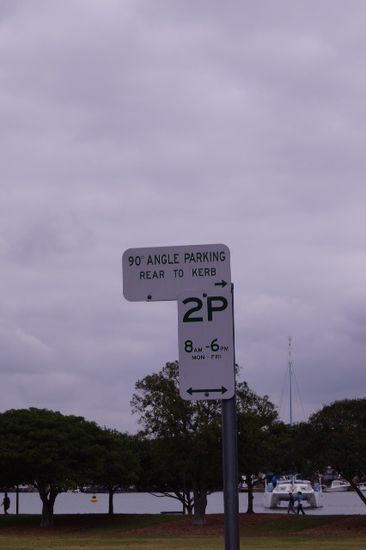 90° ANGLE PARKING
REAR TO KERB
2P
8AM - 6PM
MON - FRI